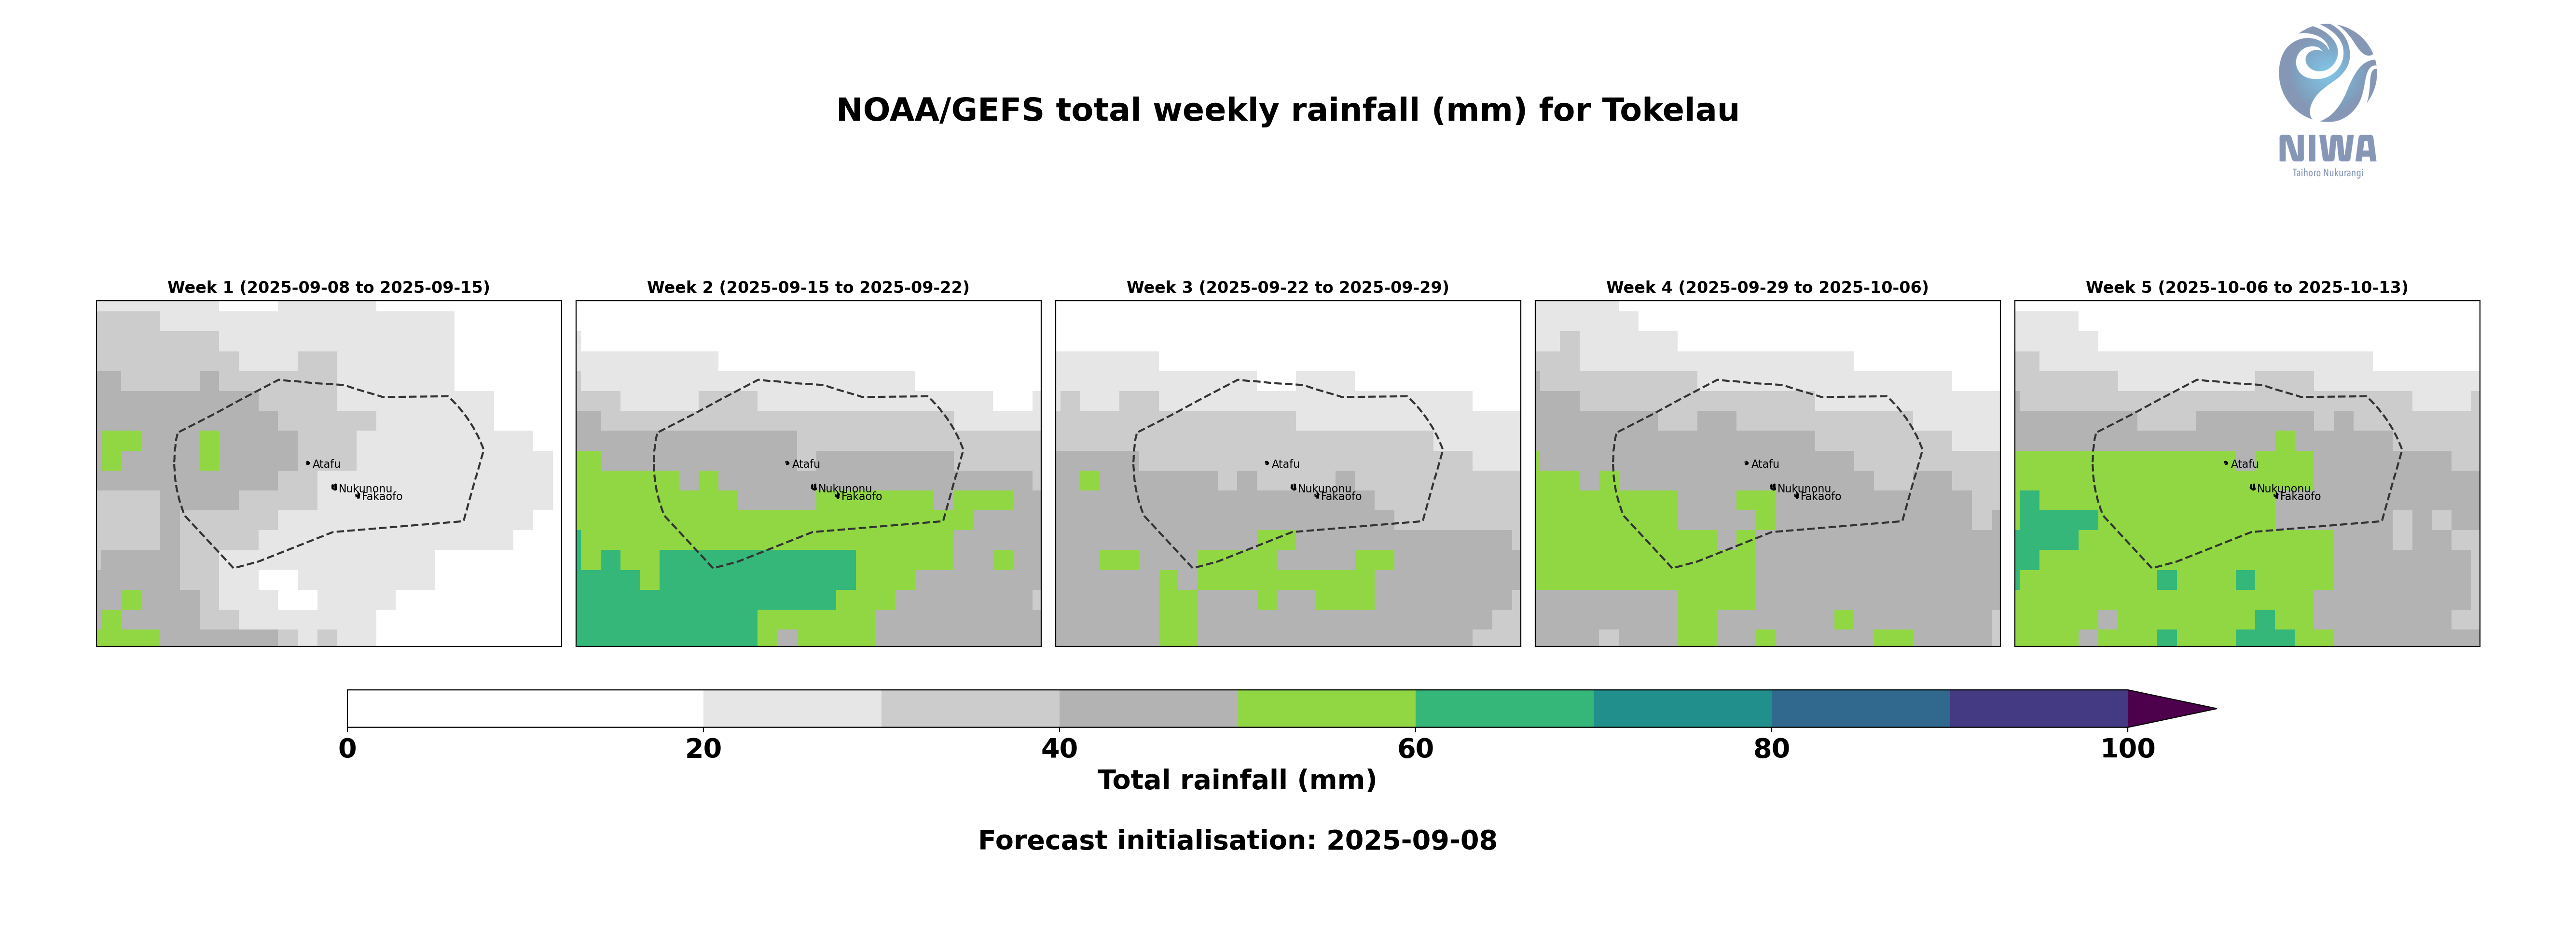 NOAA/GEFS total weekly rainfall (mm) for Tokelau
NIWA
Taihoro Nukurangi
Week 1 (2025-09-08 to 2025-09-15)
Week 2 (2025-09-15 to 2025-09-22)
Week 3 (2025-09-22 to 2025-09-29)
Week 4 (2025-09-29 to 2025-10-06)
Week 5 (2025-10-06 to 2025-10-13)
Atafu
Nukunonu
Fakaofo
Atafu
Nukunonu
Fakaofo
Atafu
Nukunonu
Fakaofo
Atafu
Nukunonu
Fakaofo
Atafu
Nukunonu
Fakaofo
0 20 40 60 80 100
Total rainfall (mm)
Forecast initialisation: 2025-09-08